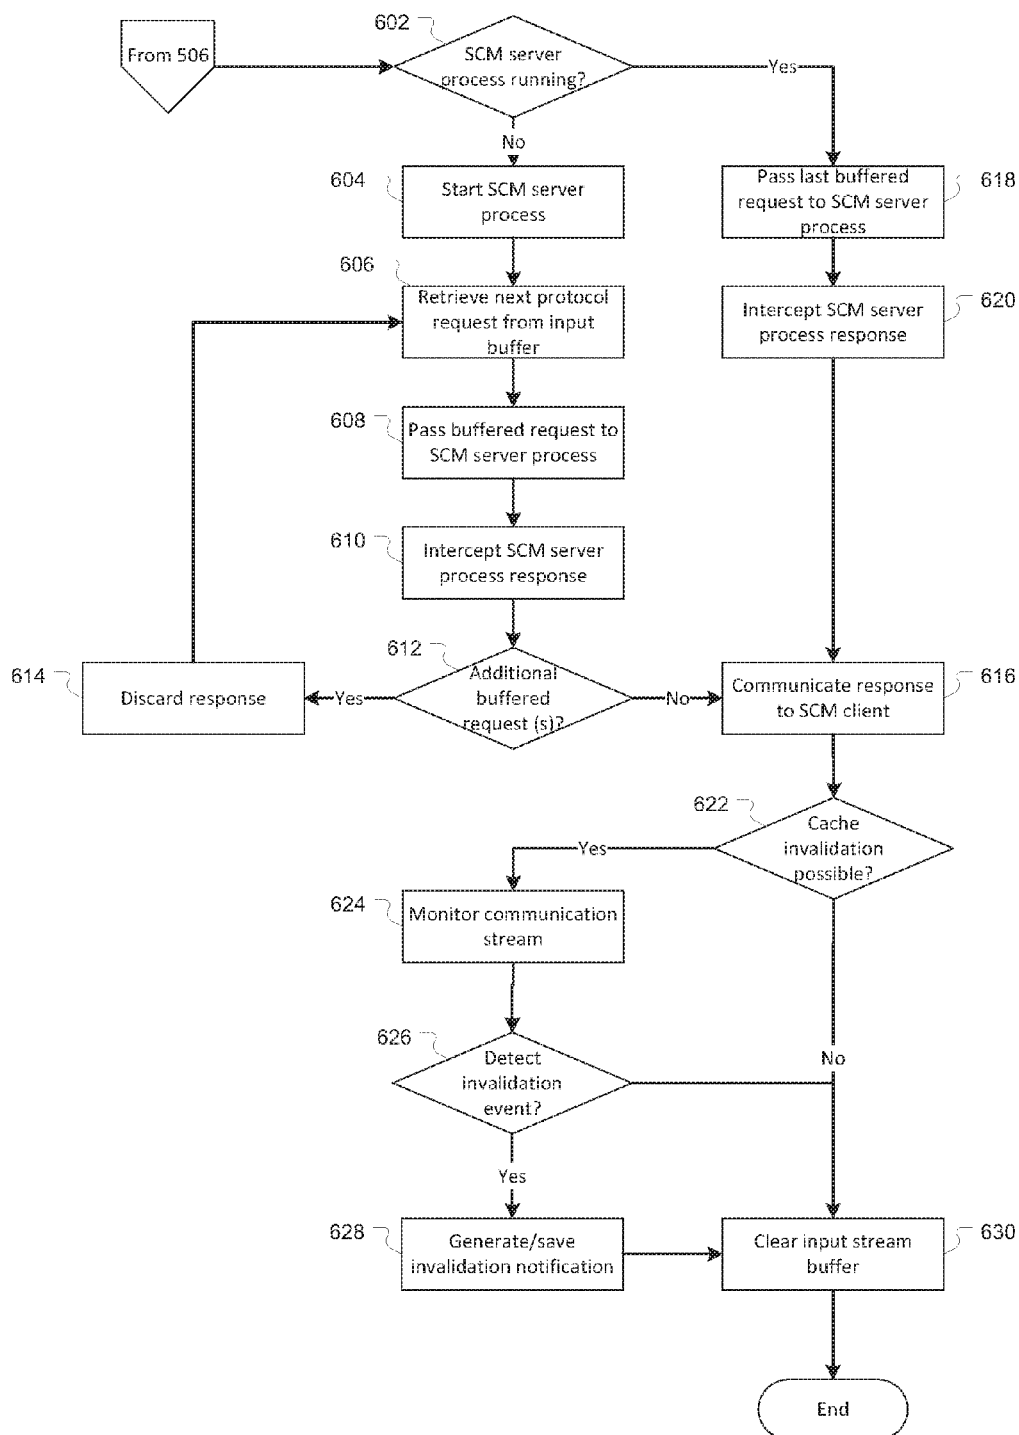 602
From 506
SCM server
process running?
Yes
No
604
Start SCM server
process
Pass last buffered
request to SCM server
process
618
606
Retrieve next protocol
request from input
buffer
Intercept SCM server
process response
620
608
Pass buffered request to
SCM server process
610
Intercept SCM server
process response
612
Additional
buffered
request (s)?
614
Discard response
Yes
No
Communicate response
to SCM client
616
622
Cache
invalidation
possible?
Yes
624
Monitor communication
stream
626
Detect
invalidation
event?
No
Yes
628
Generate/save
invalidation notification
Clear input stream
buffer
630
End